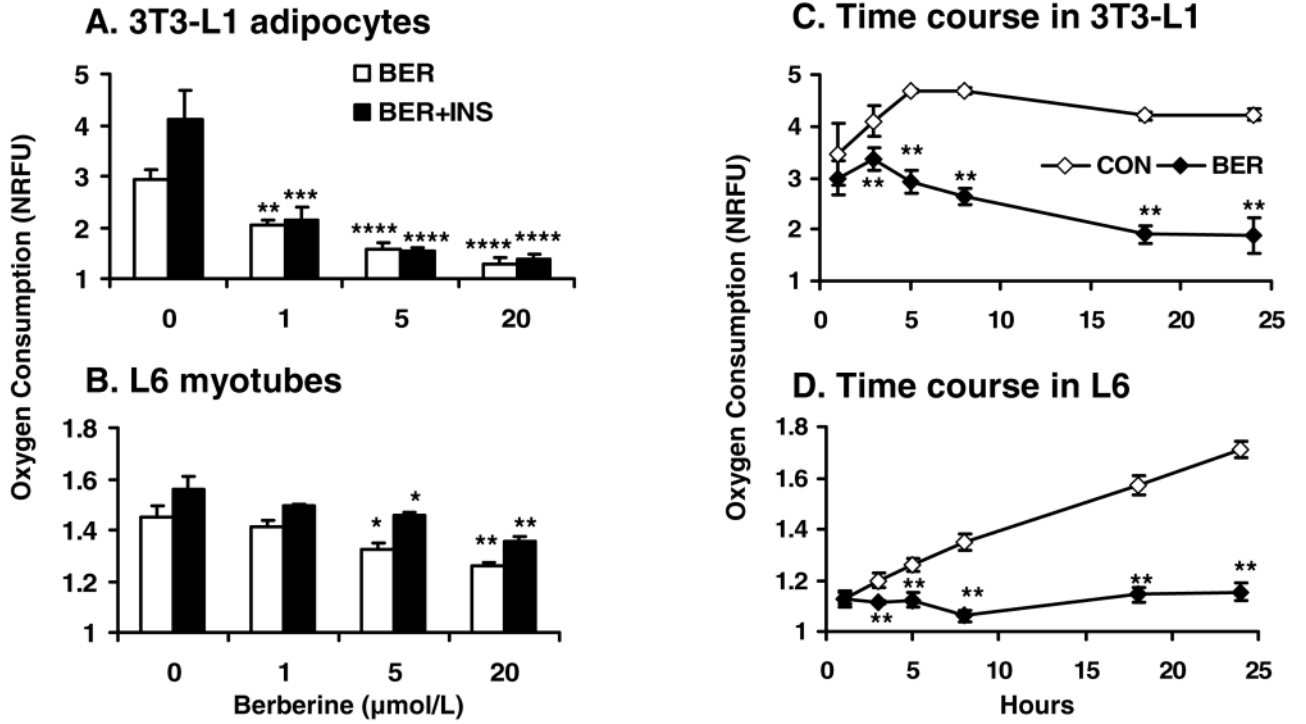 A. 3T3-L1 adipocytes
Oxygen Consumption (NRFU)
5
4
3
2
1
BER
BER+INS
** ***
**** ****
**** ****
0 1 5 20
B. L6 myotubes
1.8
1.6
1.4
1.2
1
* *
** **
0 1 5 20
Berberine (µmol/L)
C. Time course in 3T3-L1
Oxygen Consumption (NRFU)
5
4
3
2
1
CON BER
** ** ** ** **
0 5 10 15 20 25
D. Time course in L6
1.8
1.6
1.4
1.2
1
** ** ** ** **
0 5 10 15 20 25
Hours